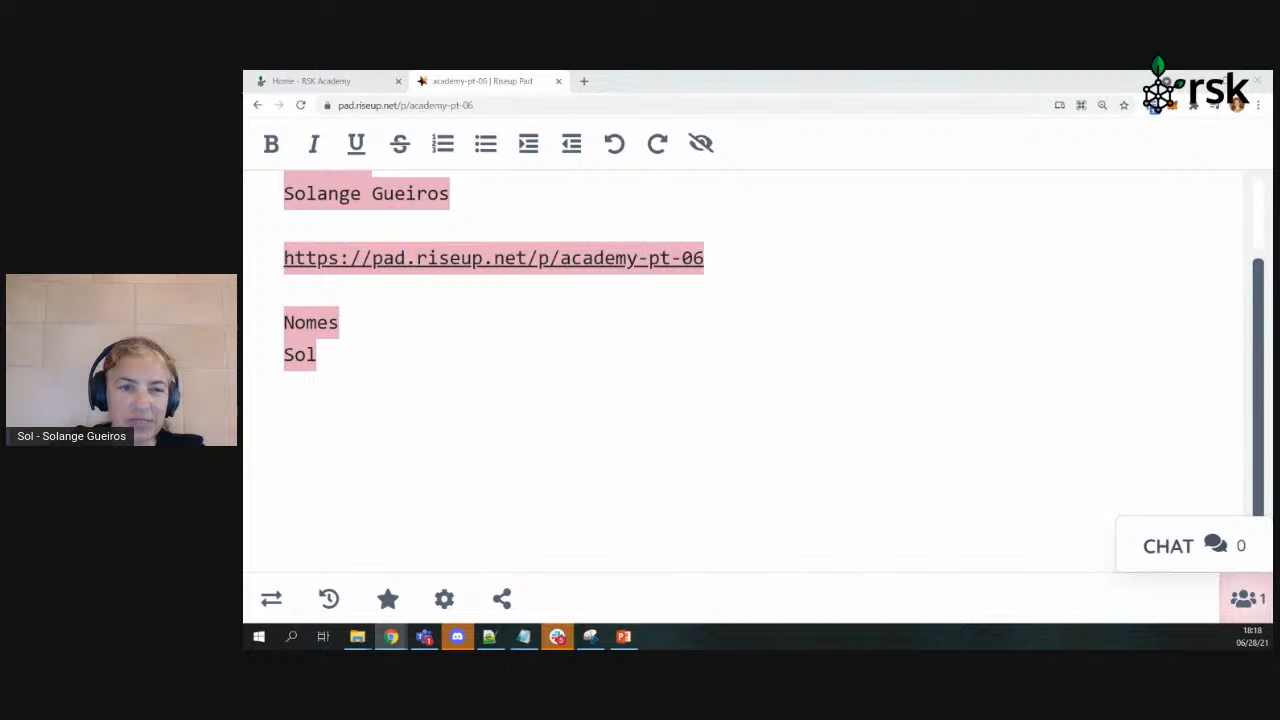 rsk
Home - RSK Academy
academy-pt-06 | Riseup Pad
pad.riseup.net/p/academy-pt-06
Solange Gueiros
https://pad.riseup.net/p/academy-pt-06
Nomes
Sol
Sol - Solange Gueiros
CHAT 0
1
18:18
06/28/21